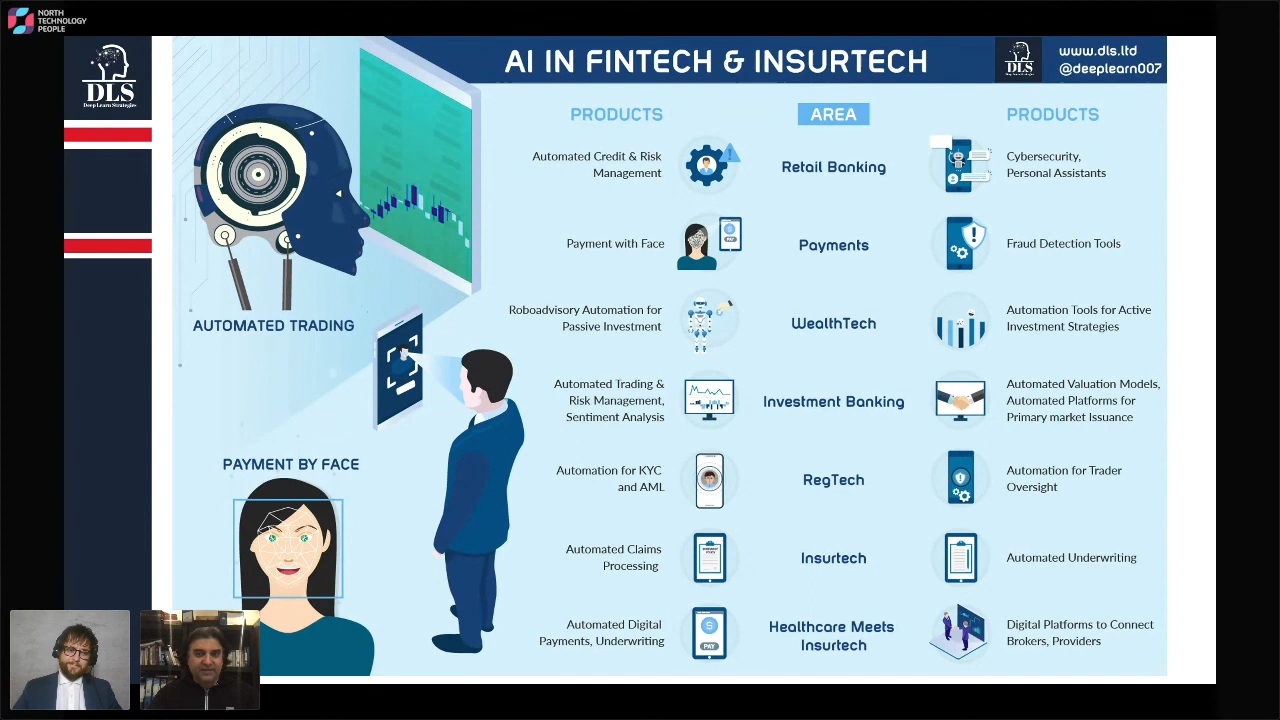 NORTH
TECHNOLOGY
PEOPLE
DLS
Deep Learn Strategies
AI IN FINTECH & INSURTECH
DLS
www.dls.ltd
@deeplearn007
PRODUCTS
AREA
PRODUCTS
Automated Credit & Risk
Management
Retail Banking
Cybersecurity,
Personal Assistants
Payment with Face
PAY
Payments
Fraud Detection Tools
AUTOMATED TRADING
Roboadvisory Automation for
Passive Investment
WealthTech
Automation Tools for Active
Investment Strategies
Automated Trading &
Risk Management,
Sentiment Analysis
Investment Banking
Automated Valuation Models,
Automated Platforms for
Primary market Issuance
PAYMENT BY FACE
Automation for KYC
and AML
RegTech
Automation for Trader
Oversight
Automated Claims
Processing
Insurtech
Automated Underwriting
Automated Digital
Payments, Underwriting
PAY
Healthcare Meets
Insurtech
Digital Platforms to Connect
Brokers, Providers